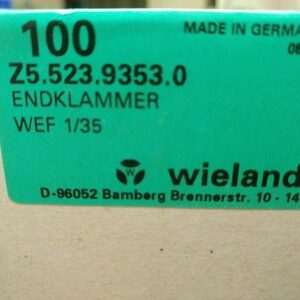 100
MADE IN GERMA
Z5.523.9353.0
ENDKLAMMER
WEF 1/35
W wieland
D-96052 Bamberg Brennerstr. 10 - 14